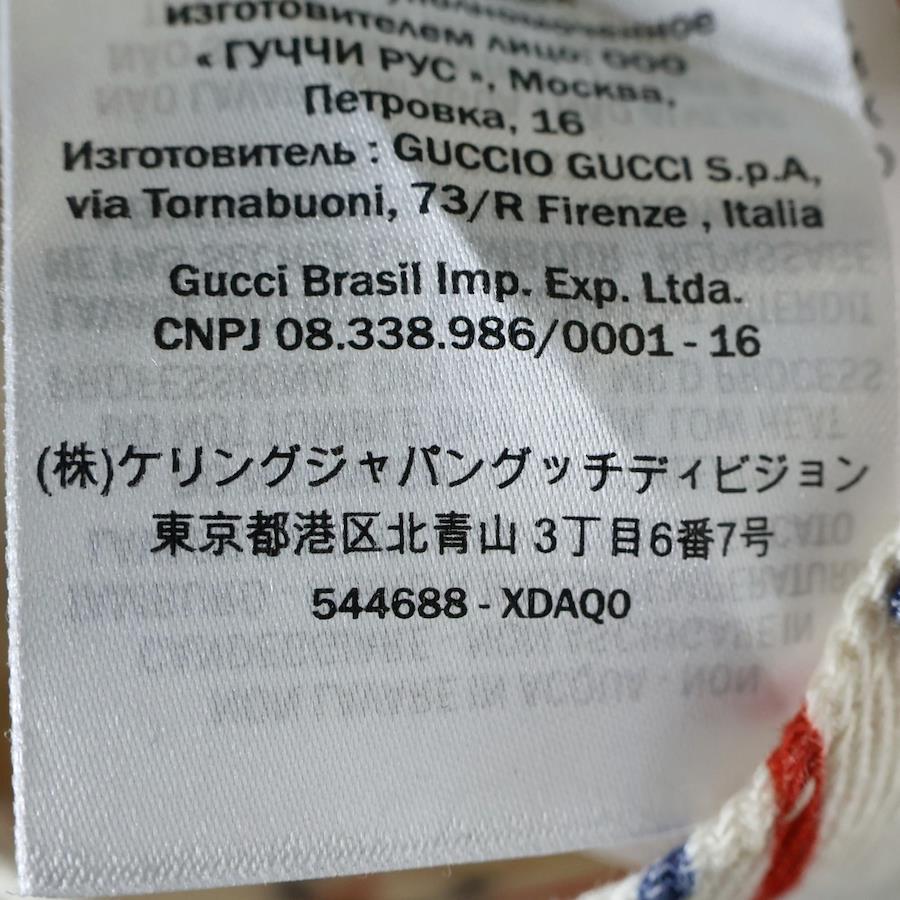 изготовителем лицо: ООО
« ГУЧЧИ РУС », Москва,
Петровка, 16
Изготовитель : GUCCIO GUCCI S.p.A,
via Tornabuoni, 73/R Firenze , Italia
Gucci Brasil Imp. Exp. Ltda.
CNPJ 08.338.986/0001 - 16
(株)ケリングジャパングッチディビジョン
東京都港区北青山 3丁目6番7号
544688 - XDAQ0